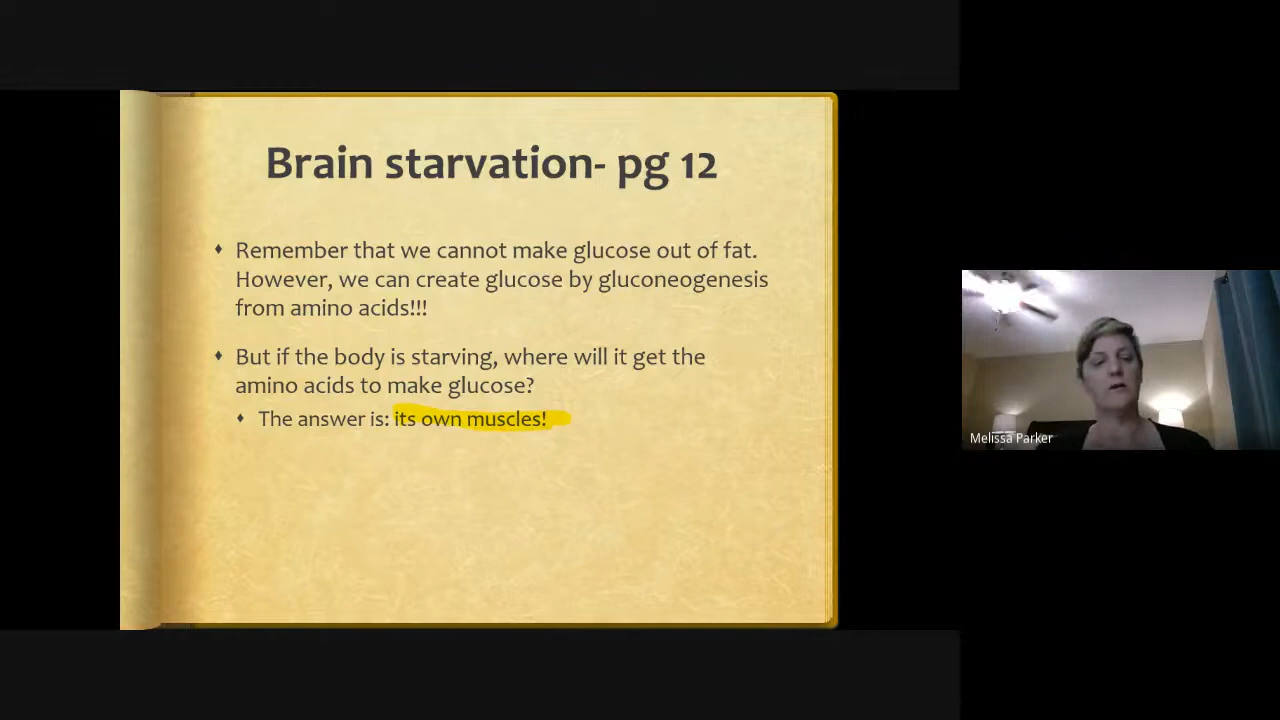 Brain starvation- pg 12
Remember that we cannot make glucose out of fat.
However, we can create glucose by gluconeogenesis
from amino acids!!!
But if the body is starving, where will it get the
amino acids to make glucose?
The answer is: its own muscles!
Melissa Parker